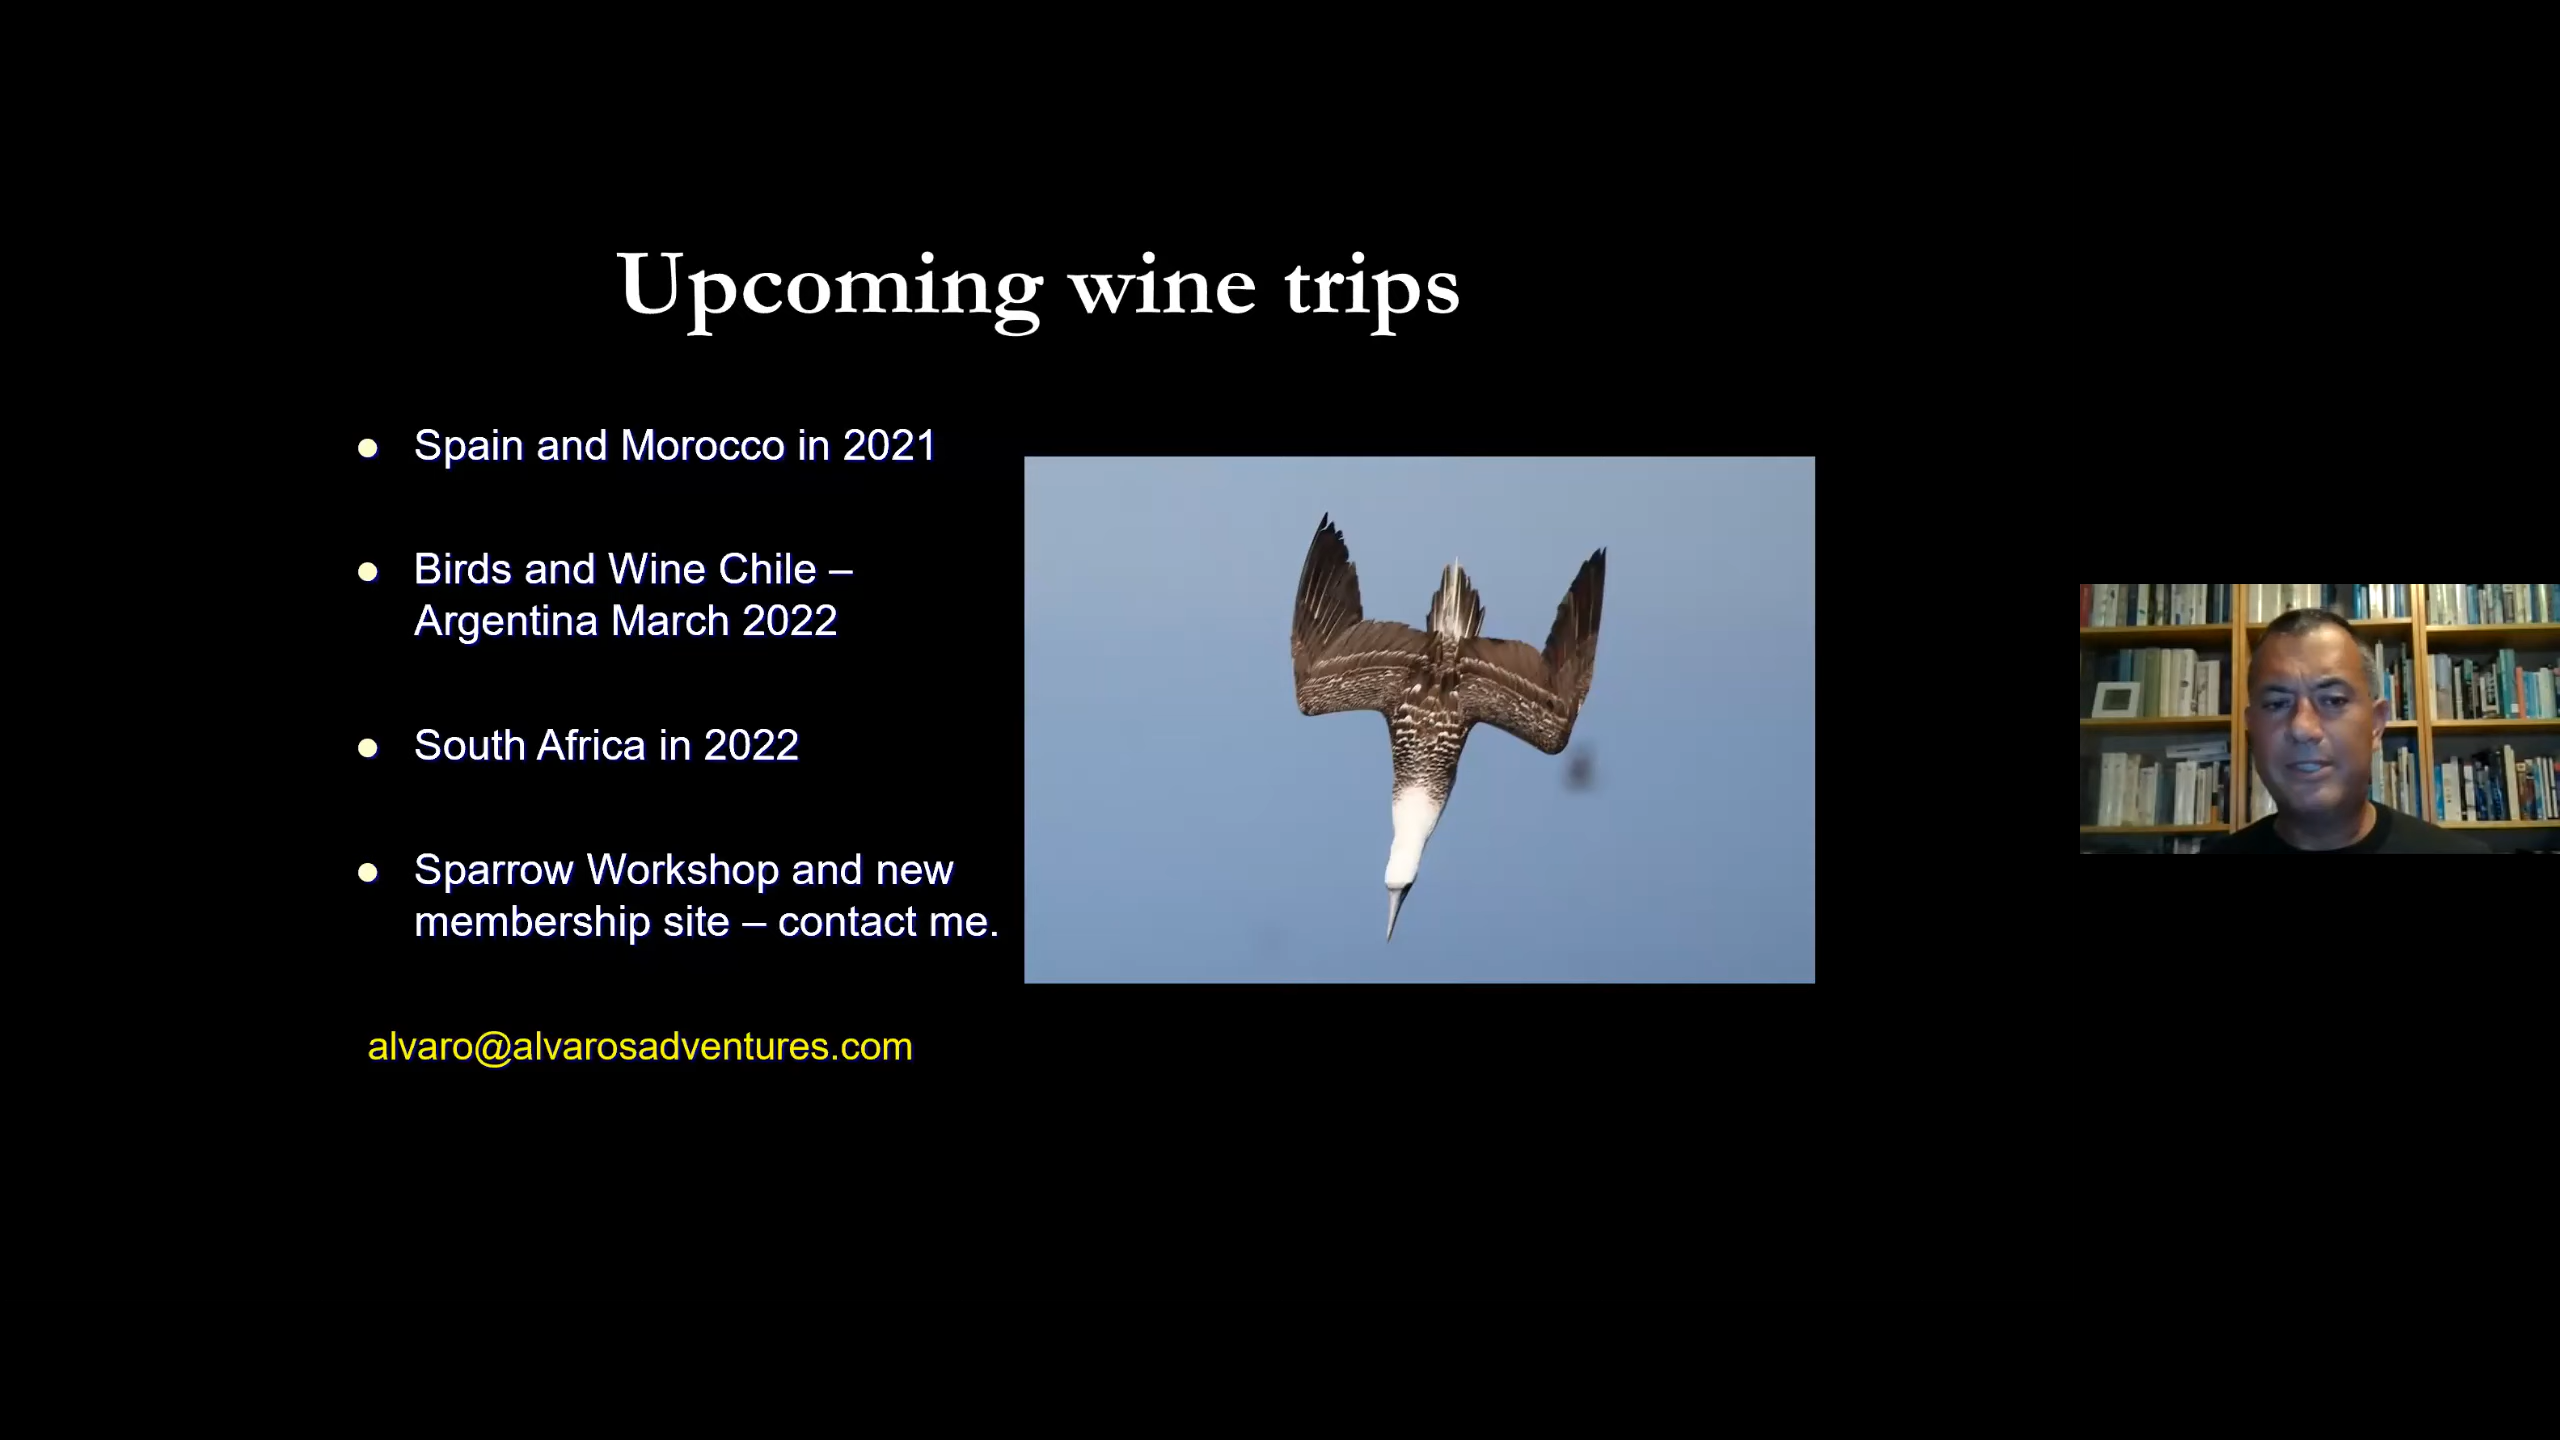 Upcoming wine trips
Spain and Morocco in 2021
Birds and Wine Chile –
Argentina March 2022
South Africa in 2022
Sparrow Workshop and new
membership site – contact me.
alvaro@alvarosadventures.com